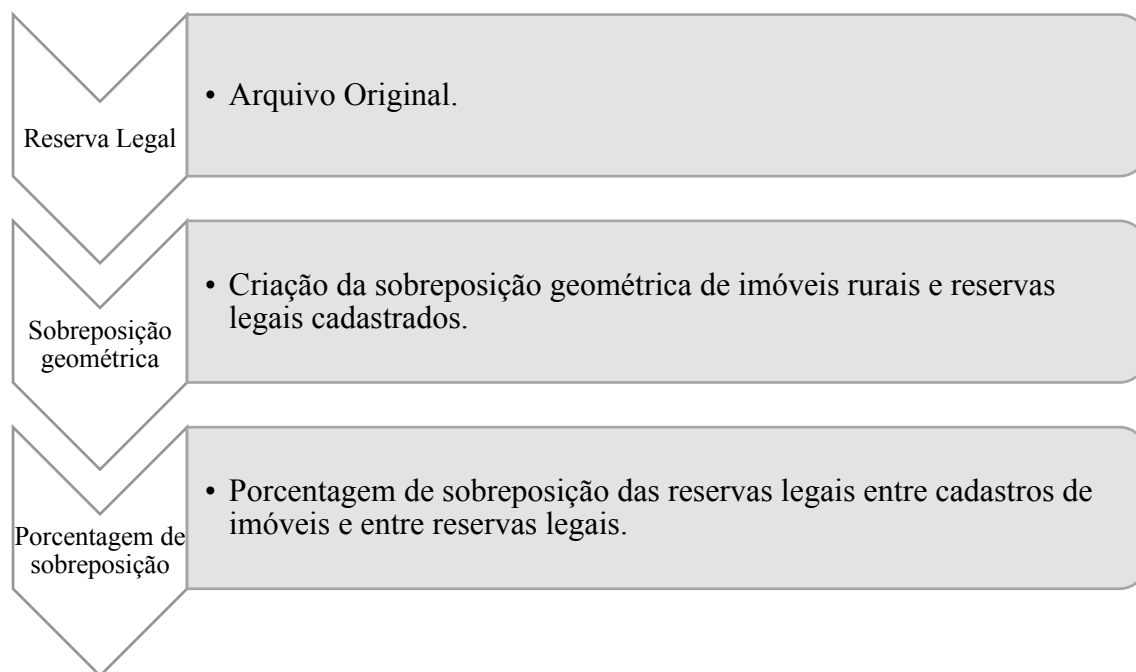 Reserva Legal
• Arquivo Original.
Sobreposição
geométrica
• Criação da sobreposição geométrica de imóveis rurais e reservas
legais cadastrados.
Porcentagem de
sobreposição
• Porcentagem de sobreposição das reservas legais entre cadastros de
imóveis e entre reservas legais.